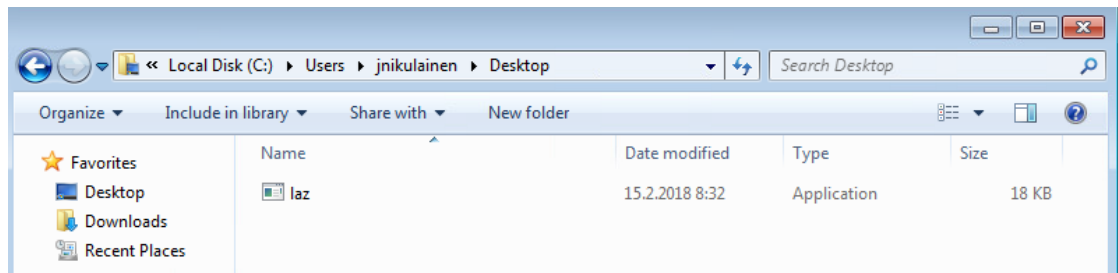 « Local Disk (C:) Users jnikulainen Desktop Search Desktop
Organize Include in library Share with New folder
Favorites
Desktop
Downloads
Recent Places
Name Date modified Type Size
laz 15.2.2018 8:32 Application 18 KB